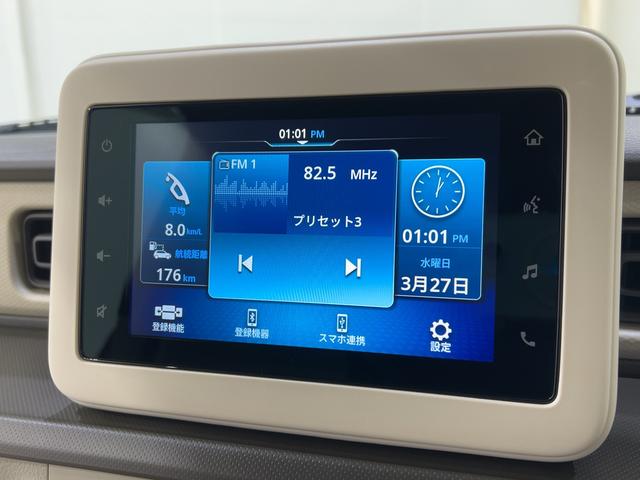 01:01 PM
FM 1
82.5 MHz
プリセット3
平均
8.0 km/L
航続距離
176 km
01:01 PM
水曜日
3月27日
登録機能
登録機器
スマホ連携
設定